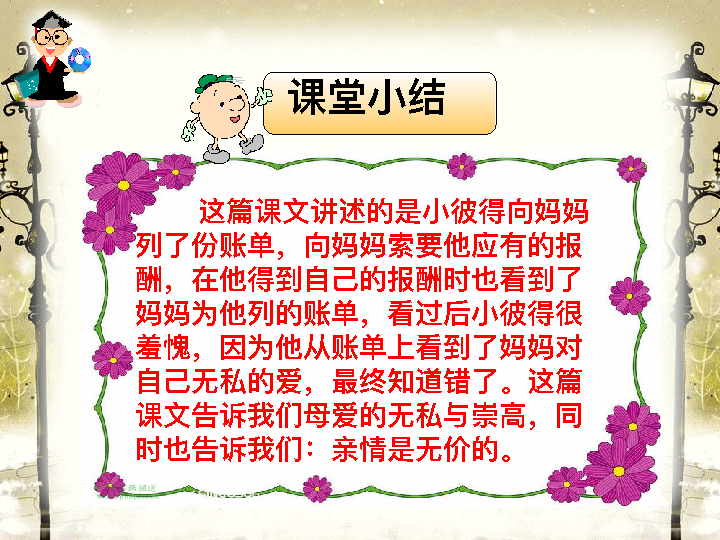 课堂小结
这篇课文讲述的是小彼得向妈妈
列了份账单，向妈妈索要他应有的报
酬，在他得到自己的报酬时也看到了
妈妈为他列的账单，看过后小彼得很
羞愧，因为他从账单上看到了妈妈对
自己无私的爱，最终知道错了。这篇
课文告诉我们母爱的无私与崇高，同
时也告诉我们：亲情是无价的。